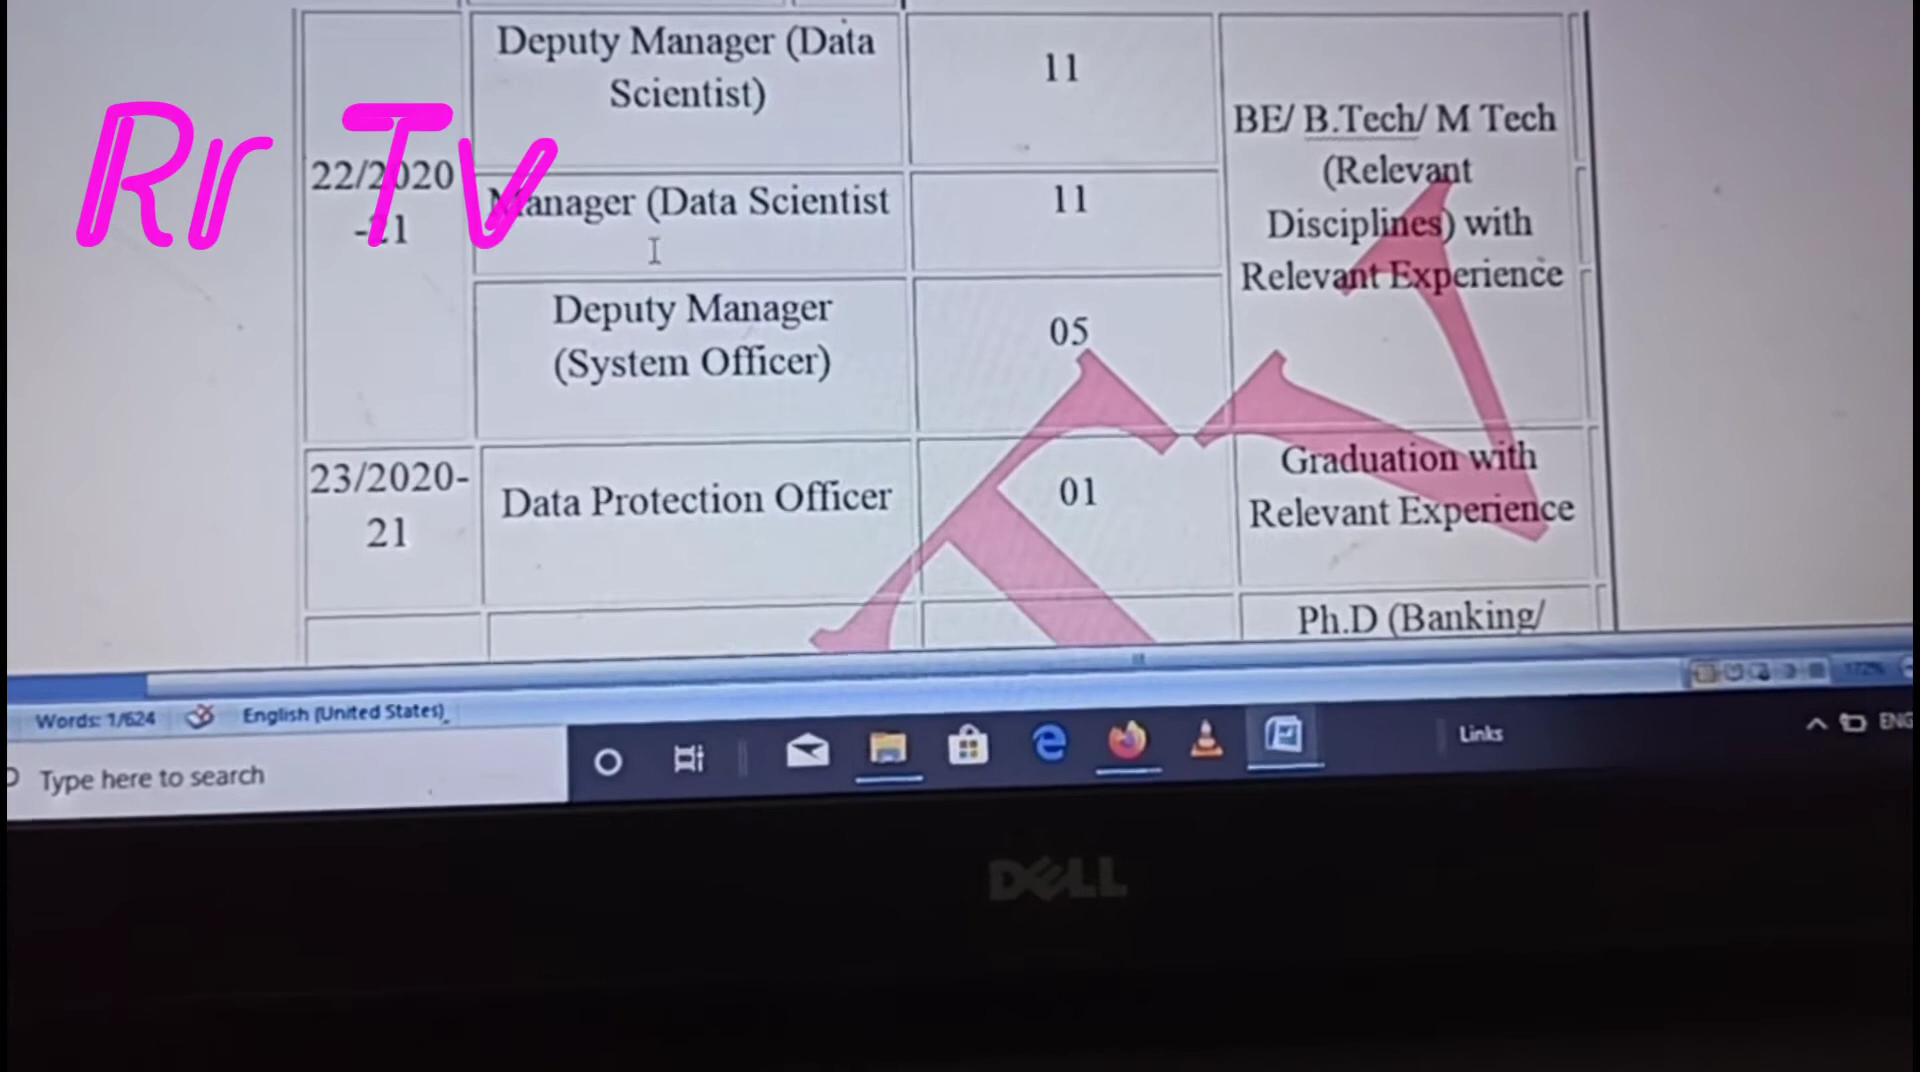 Deputy Manager (Data
Scientist)
11
BE/ B.Tech/ M Tech
(Relevant
Disciplines) with
Relevant Experience
Rr Tv
22/2020
-21
Manager (Data Scientist
11
Deputy Manager
(System Officer)
05
23/2020-
21
Data Protection Officer
01
Graduation with
Relevant Experience
Ph.D (Banking/
Words: 1/624
English (United States)
172%
Type here to search
Links
ENG
DELL